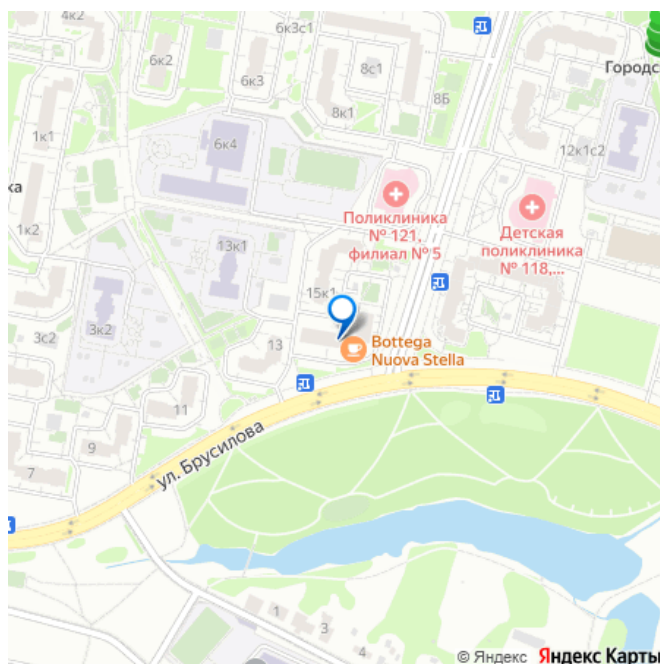 6к3с1
6к2
6к3
8с1
8Б
Городс
8к1
1к1
6к4
12к1с2
ка
Поликлиника
№ 121,
филиал № 5
Детская
поликлиника
№ 118,...
1к2
13к1
15к1
3к2
3с2
13
Bottega
Nuova Stella
11
9
7
ул. Брусилова
1
3
4
© Яндекс Яндекс Карты